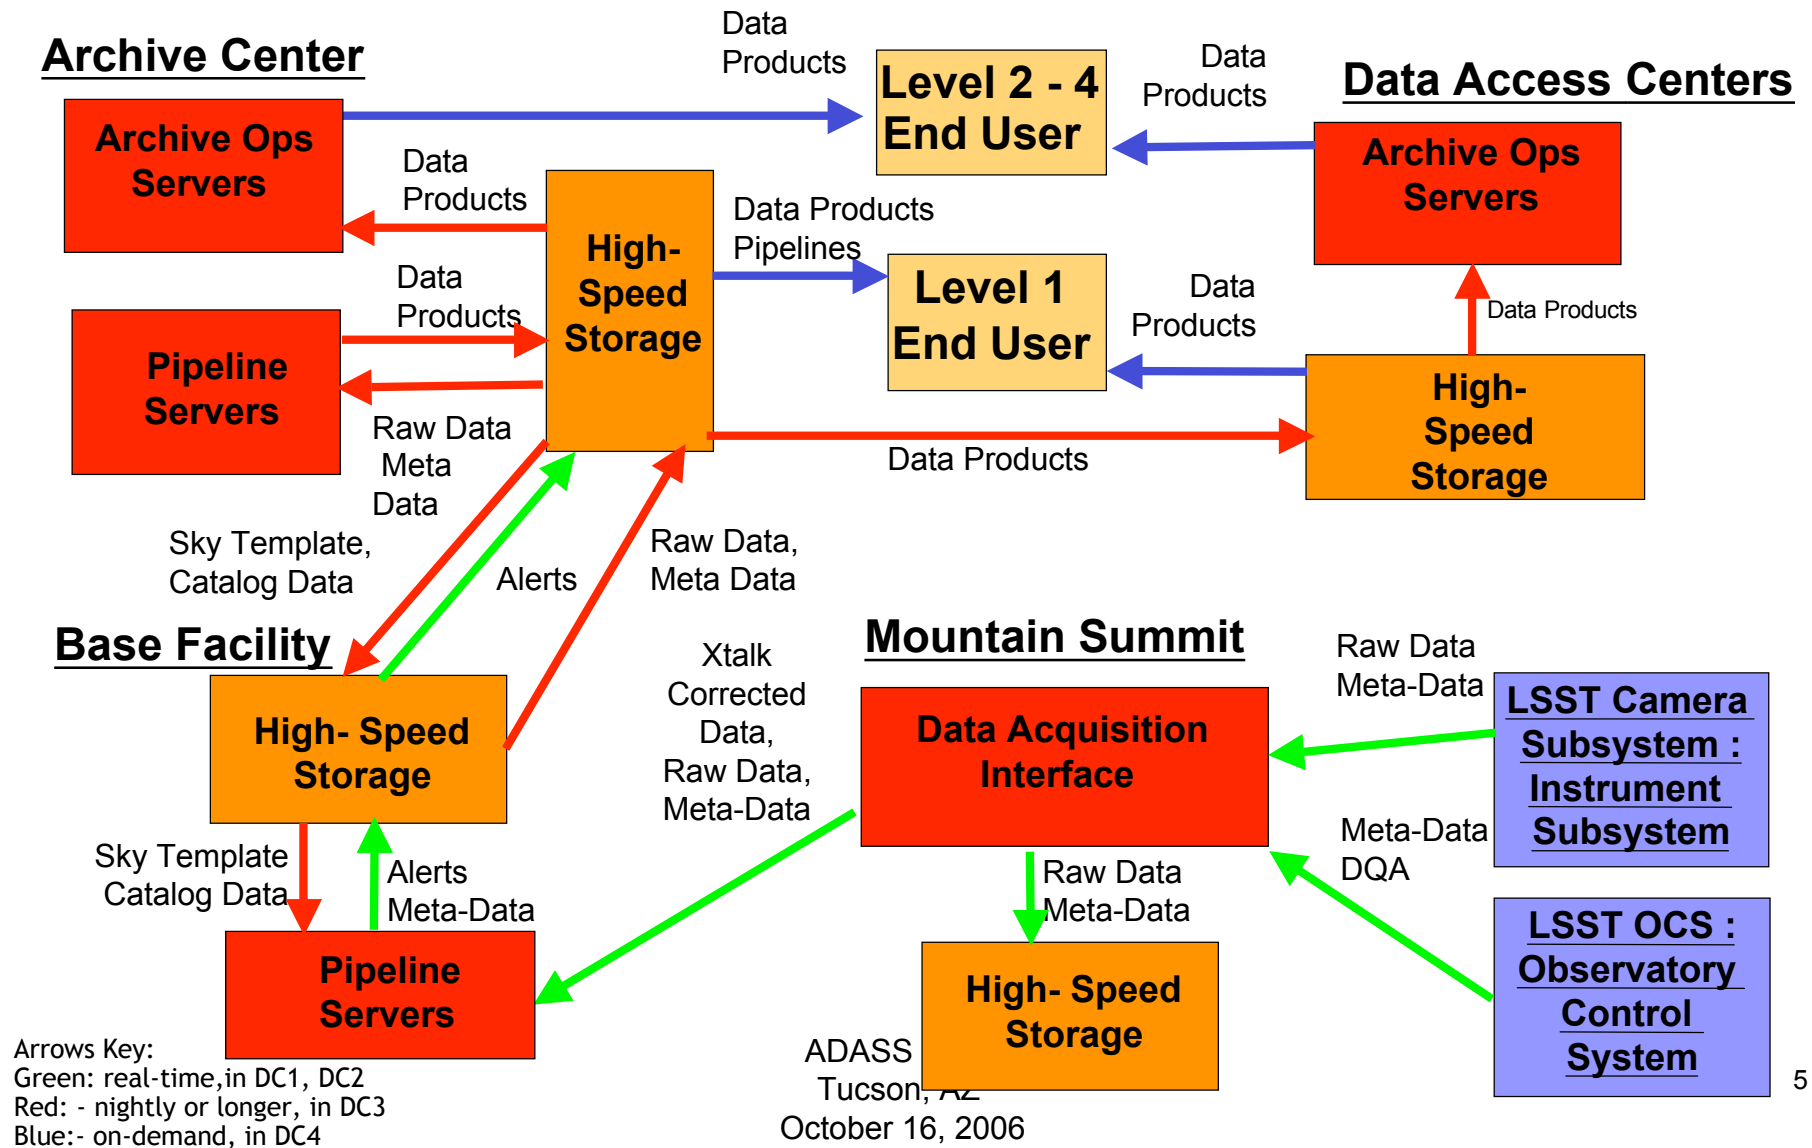 Archive Center
Data
Products
Level 2 - 4
End User
Data
Products
Data Access Centers
Archive Ops
Servers
Data
Products
Archive Ops
Servers
High-
Speed
Storage
Data Products
Pipelines
Data
Products
Level 1
End User
Data
Products
Data Products
Pipeline
Servers
High-
Speed
Storage
Raw Data
Meta
Data
Data Products
Sky Template,
Catalog Data
Alerts
Raw Data,
Meta Data
Base Facility
Mountain Summit
High- Speed
Storage
Xtalk
Corrected
Data,
Raw Data,
Meta-Data
Data Acquisition
Interface
Raw Data
Meta-Data
LSST Camera
Subsystem :
Instrument
Subsystem
Sky Template
Catalog Data
Alerts
Meta-Data
Raw Data
Meta-Data
Meta-Data
DQA
Pipeline
Servers
High- Speed
Storage
LSST OCS :
Observatory
Control
System
Arrows Key:
Green: real-time,in DC1, DC2
Red: - nightly or longer, in DC3
Blue:- on-demand, in DC4
ADASS
Tucson, AZ
October 16, 2006
5